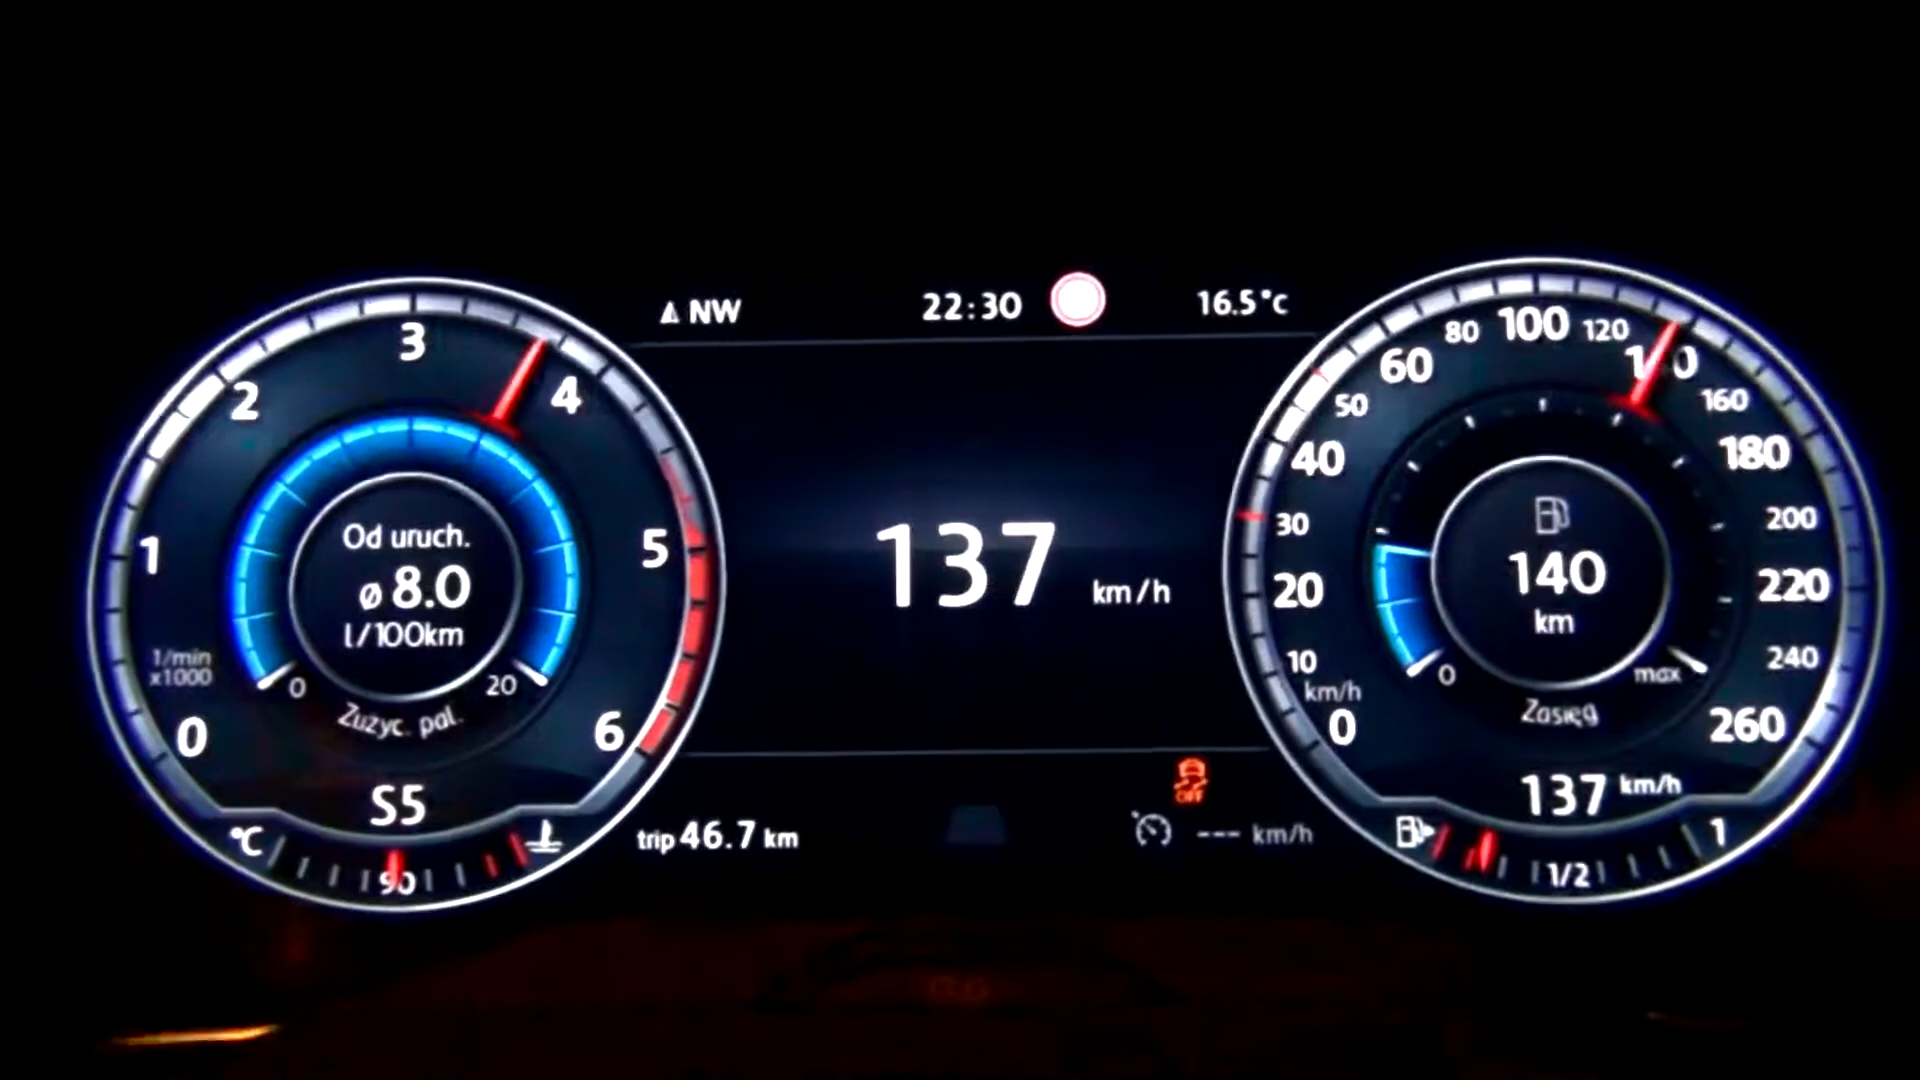 NW 22:30 16.5°C
0 1 2 3 4 5 6
1/min
x1000
Od uruch.
ø 8.0
l/100km
0 20
Zużyc. pal.
S5
°C 90
137 km/h
trip 46.7 km
OFF
--- km/h
0 10 20 30 40 50 60 80 100 120 140 160 180 200 220 240 260
km/h
140
km
0 max
Zasięg
137 km/h
1/2 1